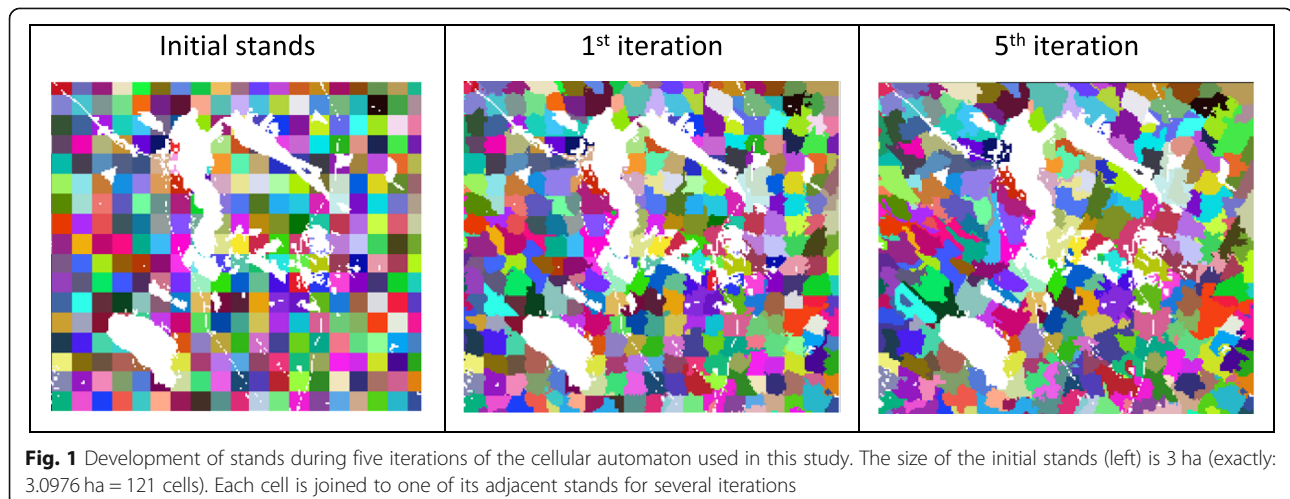 Initial stands
1st iteration
5th iteration
Fig. 1 Development of stands during five iterations of the cellular automaton used in this study. The size of the initial stands (left) is 3 ha (exactly:
3.0976 ha = 121 cells). Each cell is joined to one of its adjacent stands for several iterations